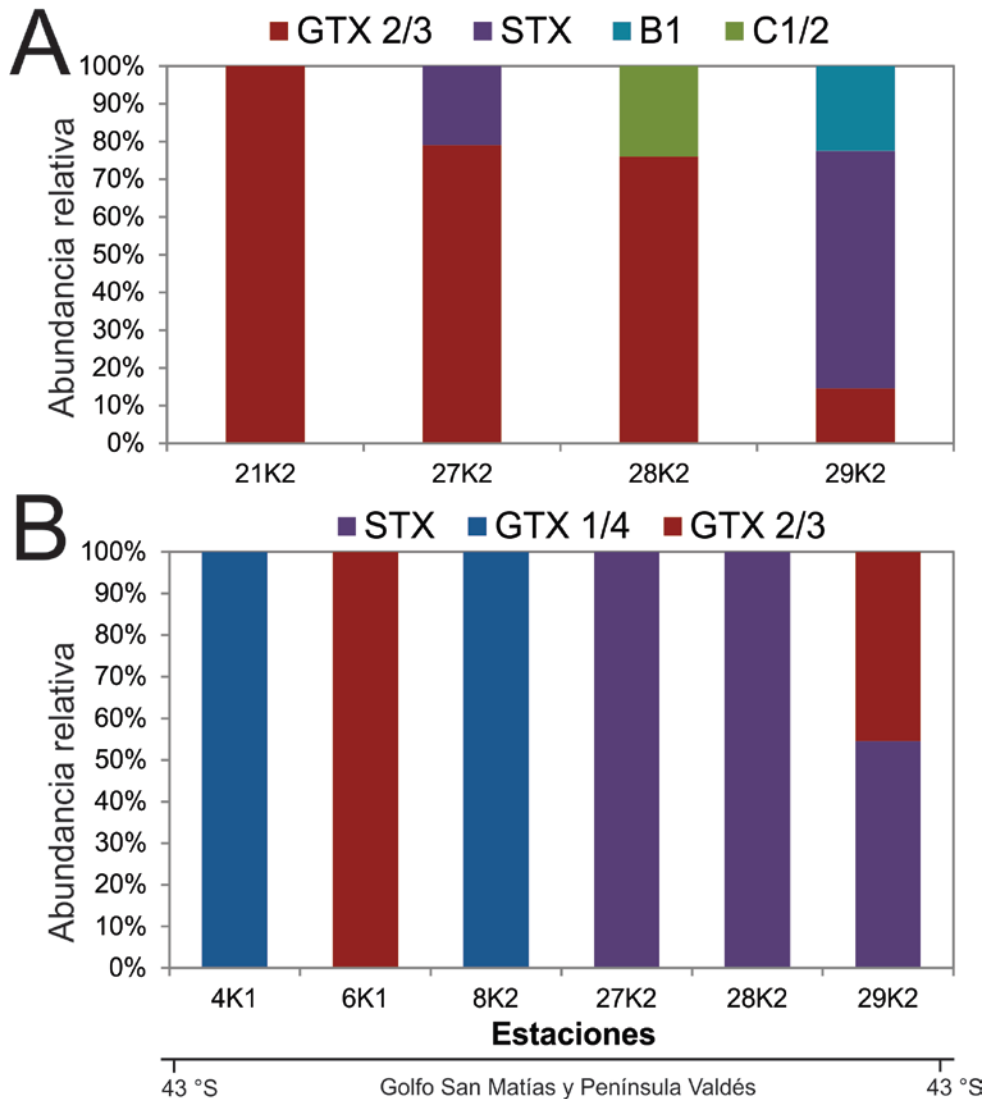 A
GTX 2/3 STX B1 C1/2
Abundancia relativa
100%
90%
80%
70%
60%
50%
40%
30%
20%
10%
0%
21K2 27K2 28K2 29K2
B
STX GTX 1/4 GTX 2/3
Abundancia relativa
100%
90%
80%
70%
60%
50%
40%
30%
20%
10%
0%
4K1 6K1 8K2 27K2 28K2 29K2
Estaciones
43 °S Golfo San Matías y Península Valdés 43 °S